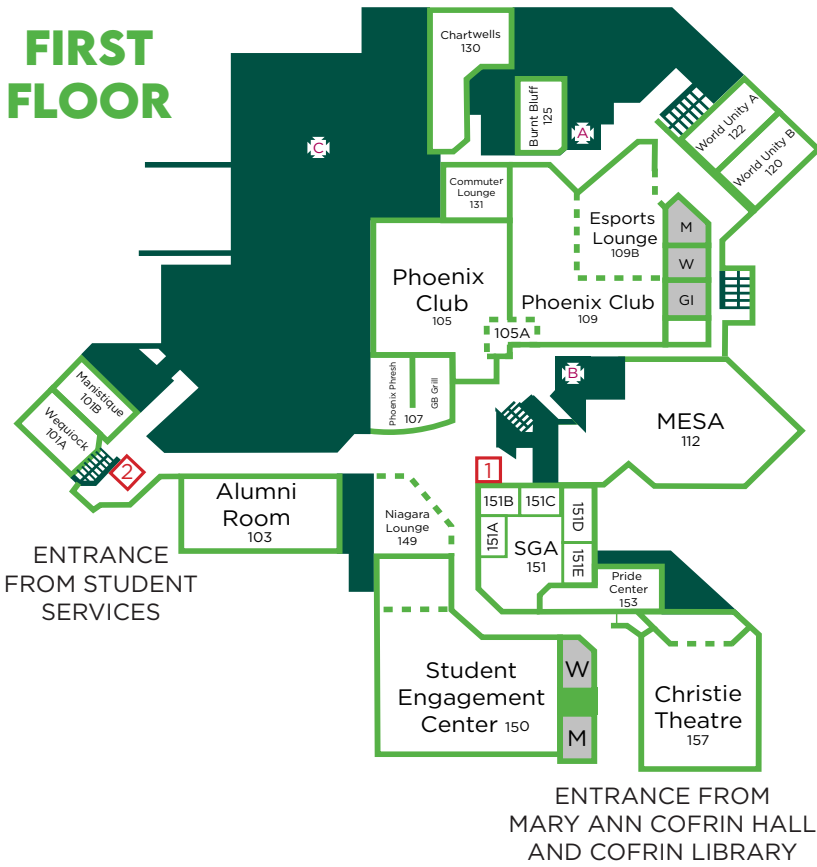 FIRST
FLOOR
Chartwells
130
Burnt Bluff
125
A
C
World Unity A
122
World Unity B
120
Commuter
Lounge
131
Esports
Lounge
109B
M
W
GI
Phoenix
Club
105
Phoenix Club
109
105A
Phoenix Phresh
GB Grill
107
B
MESA
112
Manistique
101B
Wequiock
101A
2
1
Alumni
Room
103
Niagara
Lounge
149
151B
151C
151D
151A
SGA
151
151E
Pride
Center
153
ENTRANCE
FROM STUDENT
SERVICES
Student
Engagement
Center 150
W
M
Christie
Theatre
157
ENTRANCE FROM
MARY ANN COFRIN HALL
AND COFRIN LIBRARY